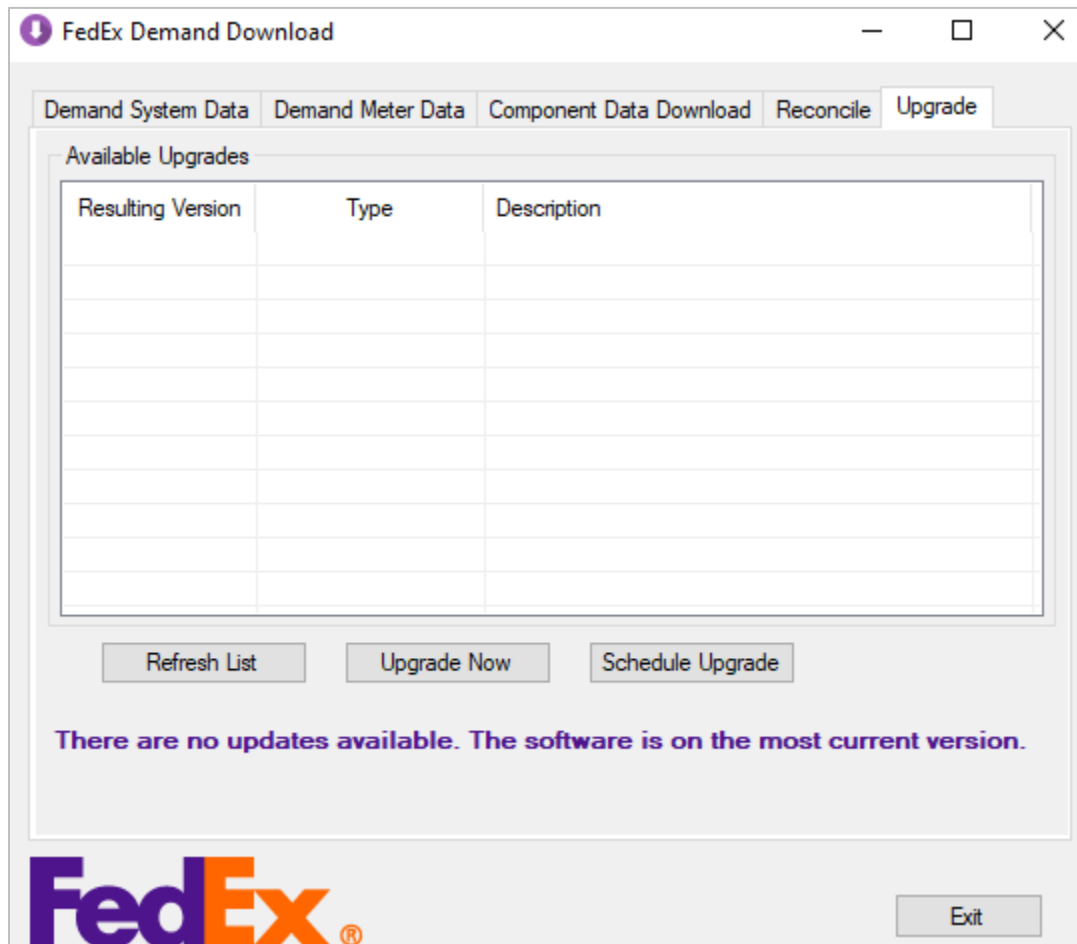 FedEx Demand Download
Demand System Data Demand Meter Data Component Data Download Reconcile Upgrade
Available Upgrades
Resulting Version Type Description
Refresh List Upgrade Now Schedule Upgrade
There are no updates available. The software is on the most current version.
FedEx®
Exit